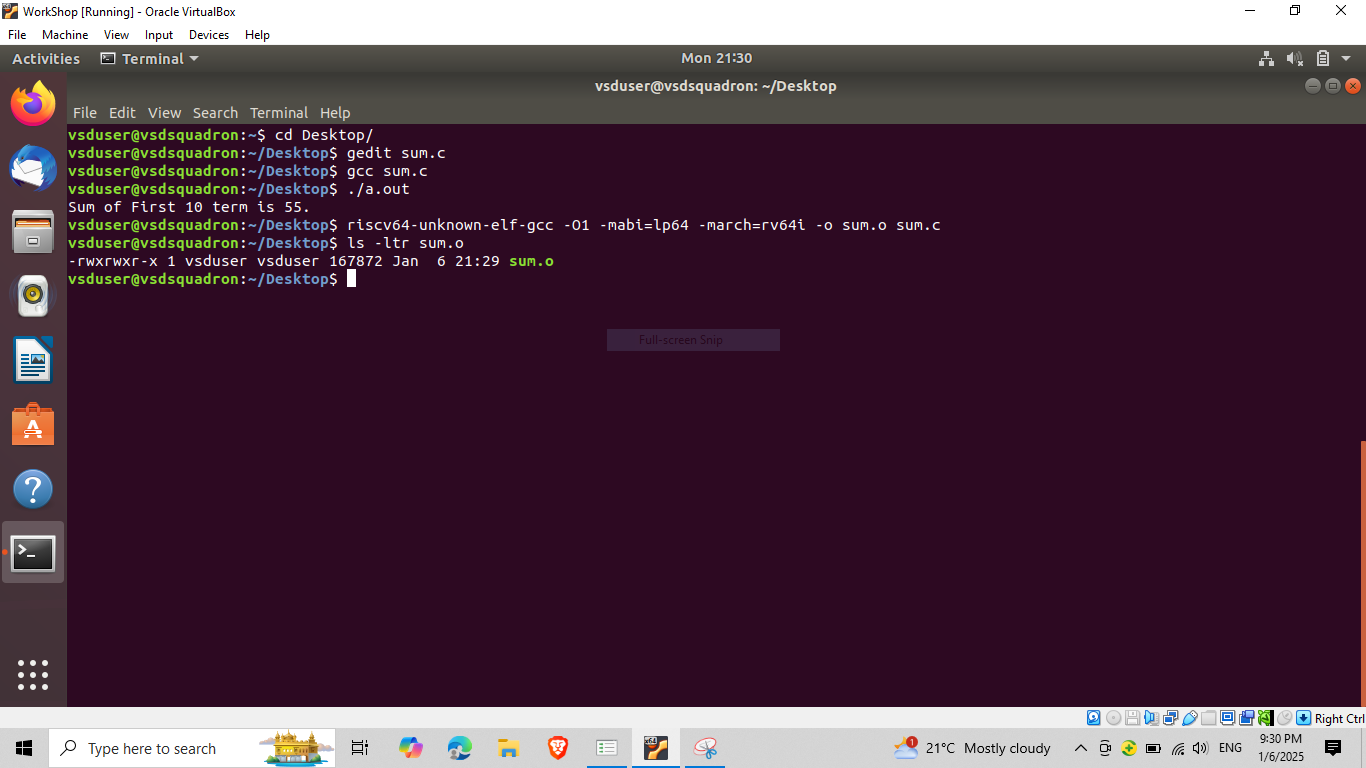 WorkShop [Running] - Oracle VirtualBox
File Machine View Input Devices Help
Activities Terminal Mon 21:30
vsduser@vsdsquadron: ~/Desktop
File Edit View Search Terminal Help
vsduser@vsdsquadron:~$ cd Desktop/
vsduser@vsdsquadron:~/Desktop$ gedit sum.c
vsduser@vsdsquadron:~/Desktop$ gcc sum.c
vsduser@vsdsquadron:~/Desktop$ ./a.out
Sum of First 10 term is 55.
vsduser@vsdsquadron:~/Desktop$ riscv64-unknown-elf-gcc -O1 -mabi=lp64 -march=rv64i -o sum.o sum.c
vsduser@vsdsquadron:~/Desktop$ ls -ltr sum.o
-rwxrwxr-x 1 vsduser vsduser 167872 Jan  6 21:29 sum.o
vsduser@vsdsquadron:~/Desktop$
Full-screen Snip
Right Ctrl
Type here to search
x64
1
21°C Mostly cloudy
ENG
9:30 PM
1/6/2025